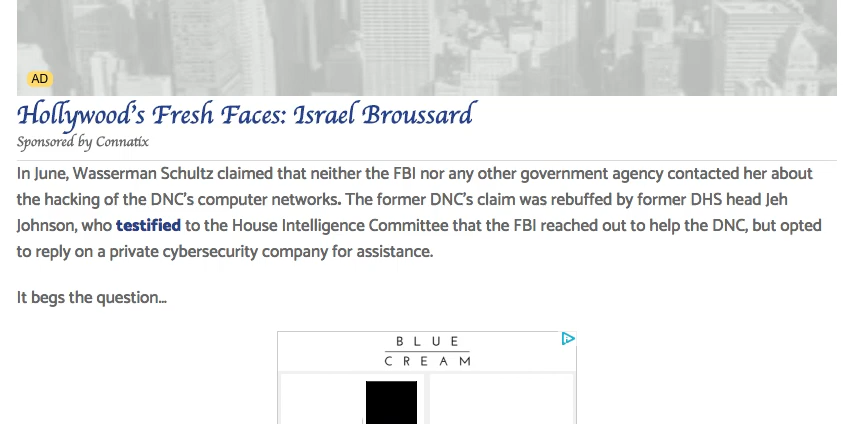 AD
Hollywood's Fresh Faces: Israel Broussard
Sponsored by Connatix
In June, Wasserman Schultz claimed that neither the FBI nor any other government agency contacted her about
the hacking of the DNC's computer networks. The former DNC's claim was rebuffed by former DHS head Jeh
Johnson, who testified to the House Intelligence Committee that the FBI reached out to help the DNC, but opted
to reply on a private cybersecurity company for assistance.
It begs the question...
BLUE
CREAM